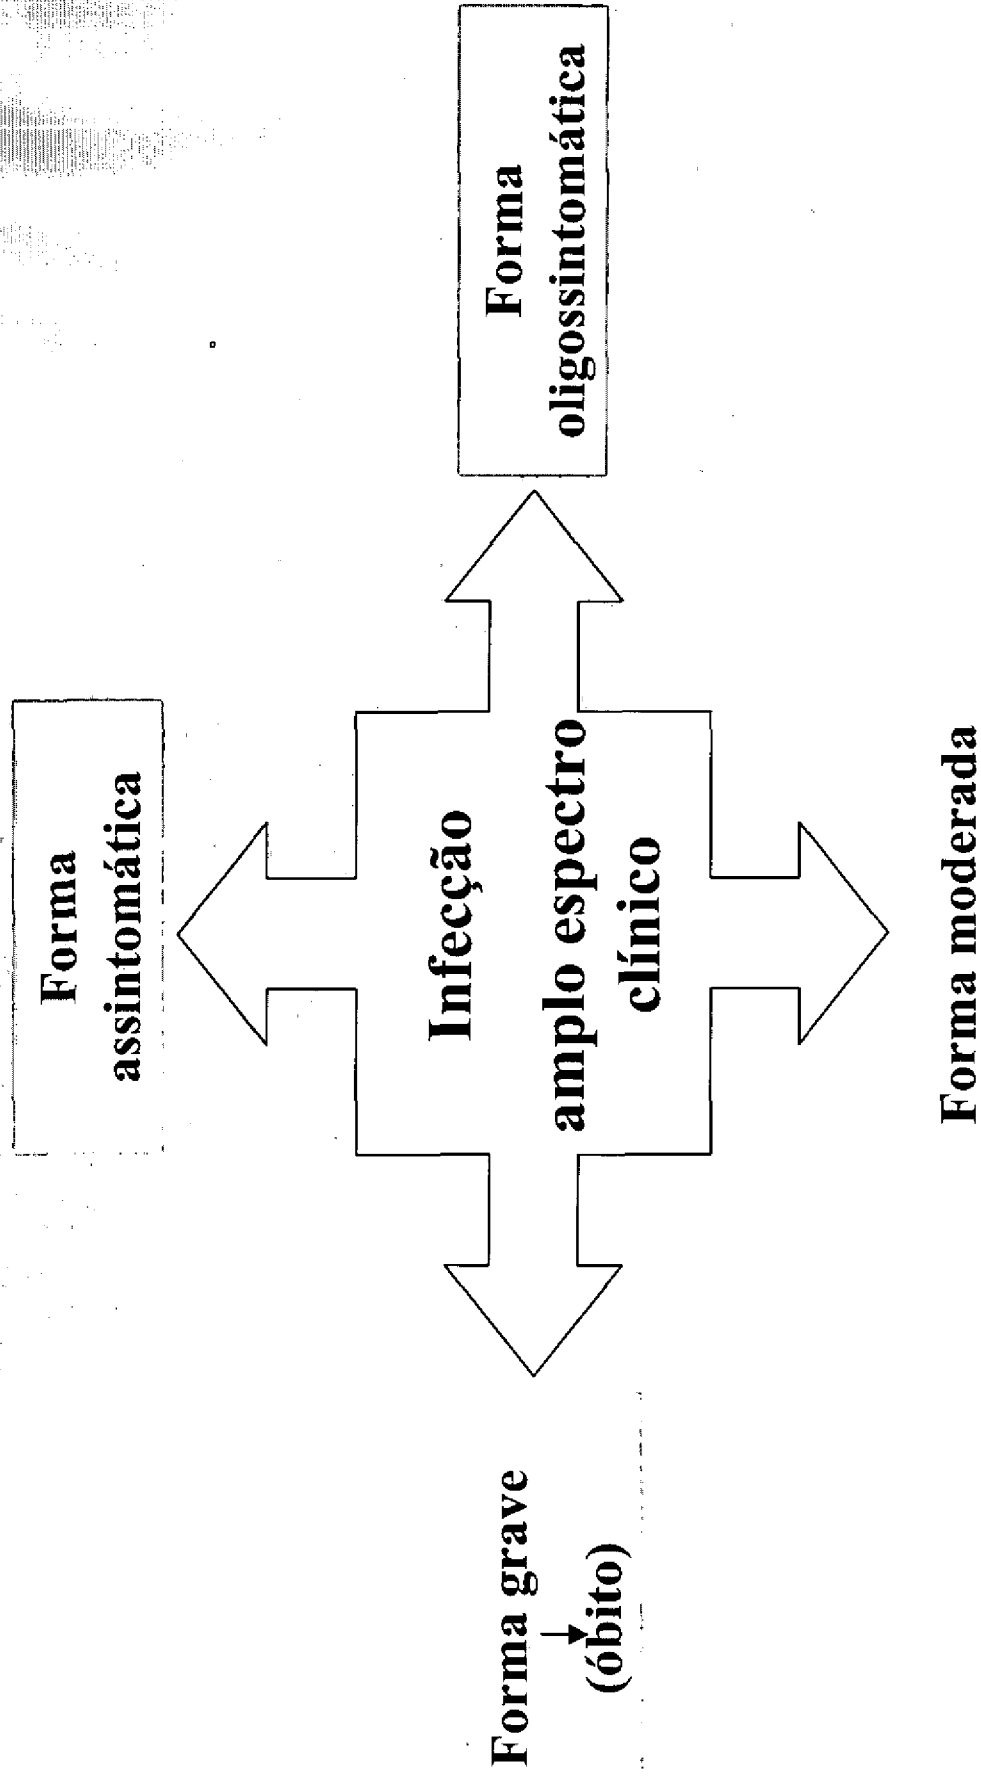 Forma
assintomática
Forma grave
(óbito)
Infecção
amplo espectro
clínico
Forma
oligossintomática
Forma moderada